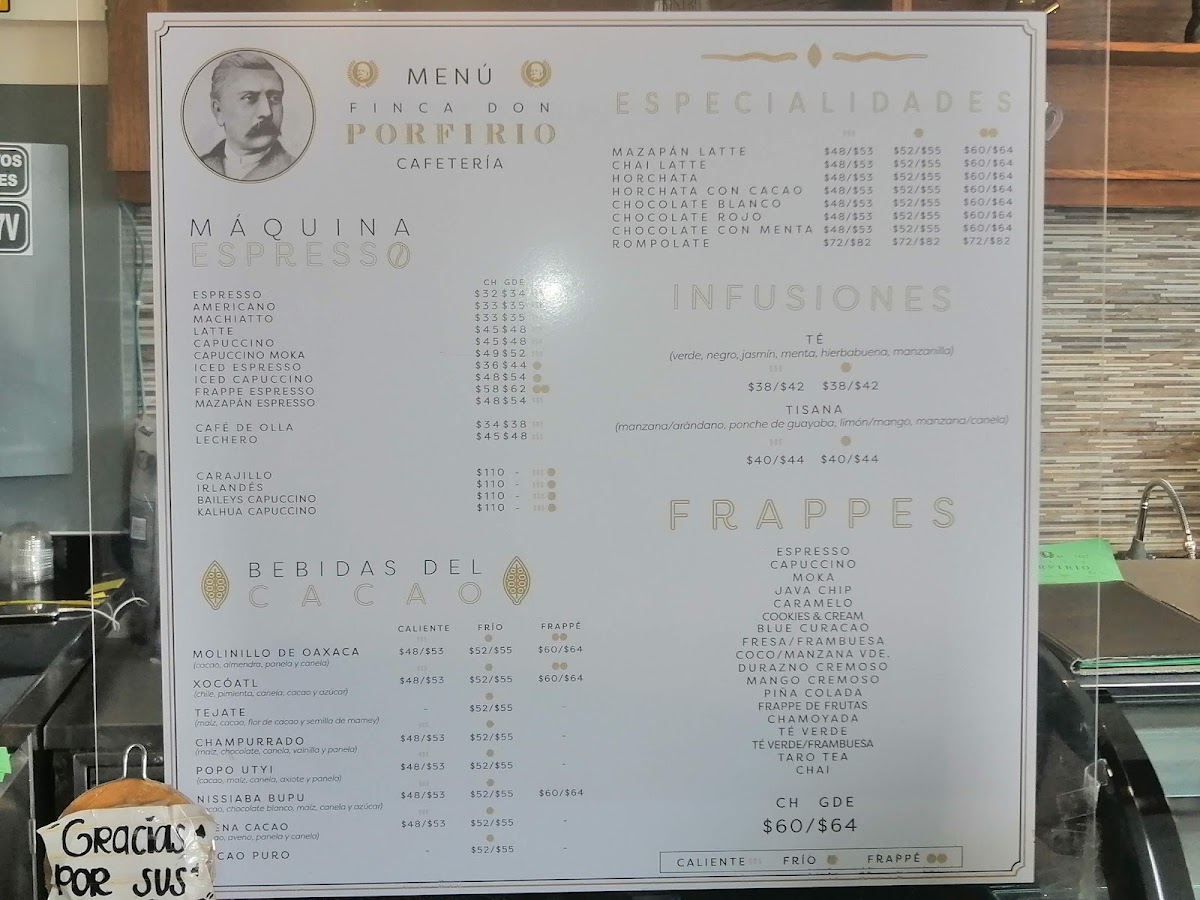 MENÚ
FINCA DON
PORFIRIO
CAFETERÍA
MÁQUINA
ESPRESSO
CH GDE
ESPRESSO $32 $34
AMERICANO $33 $35
MACHIATTO $33 $35
LATTE $45 $48
CAPUCCINO $45 $48
CAPUCCINO MOKA $49 $52
ICED ESPRESSO $36 $44
ICED CAPUCCINO $48 $54
FRAPPE ESPRESSO $58 $62
MAZAPÁN ESPRESSO $48 $54
CAFÉ DE OLLA $34 $38
LECHERO $45 $48
CARAJILLO $110 -
IRLANDÉS $110 -
BAILEYS CAPUCCINO $110 -
KALHUA CAPUCCINO $110 -
BEBIDAS DEL
CACAO
CALIENTE FRÍO FRAPPÉ
MOLINILLO DE OAXACA $48/$53 $52/$55 $60/$64
(cacao, almendra, panela y canela)
XOCÓATL $48/$53 $52/$55 $60/$64
(chile, pimienta, canela, cacao y azúcar)
TEJATE - $52/$55 -
(maíz, cacao, flor de cacao y semilla de mamey)
CHAMPURRADO $48/$53 $52/$55 -
(maíz, chocolate, canela, vainilla y panela)
POPO UTYI $48/$53 $52/$55 -
(cacao, maíz, canela, axiote y panela)
NISSIABA BUPU $48/$53 $52/$55 $60/$64
chocolate blanco, maíz, canela y azúcar)
CACAO $48/$53 $52/$55 -
avena, panela y canela)
PURO - $52/$55 -
ESPECIALIDADES
MAZAPÁN LATTE $48/$53 $52/$55 $60/$64
CHAI LATTE $48/$53 $52/$55 $60/$64
HORCHATA $48/$53 $52/$55 $60/$64
HORCHATA CON CACAO $48/$53 $52/$55 $60/$64
CHOCOLATE BLANCO $48/$53 $52/$55 $60/$64
CHOCOLATE ROJO $48/$53 $52/$55 $60/$64
CHOCOLATE CON MENTA $48/$53 $52/$55 $60/$64
ROMPOLATE $72/$82 $72/$82 $72/$82
INFUSIONES
TÉ
(verde, negro, jasmín, menta, hierbabuena, manzanilla)
$38/$42 $38/$42
TISANA
(manzana/arándano, ponche de guayaba, limón/mango, manzana/canela)
$40/$44 $40/$44
FRAPPES
ESPRESSO
CAPUCCINO
MOKA
JAVA CHIP
CARAMELO
COOKIES & CREAM
BLUE CURACAO
FRESA/FRAMBUESA
COCO/MANZANA VDE.
DURAZNO CREMOSO
MANGO CREMOSO
PIÑA COLADA
FRAPPE DE FRUTAS
CHAMOYADA
TÉ VERDE
TÉ VERDE/FRAMBUESA
TARO TEA
CHAI
CH GDE
$60/$64
CALIENTE FRÍO FRAPPÉ
Gracias
POR SUS